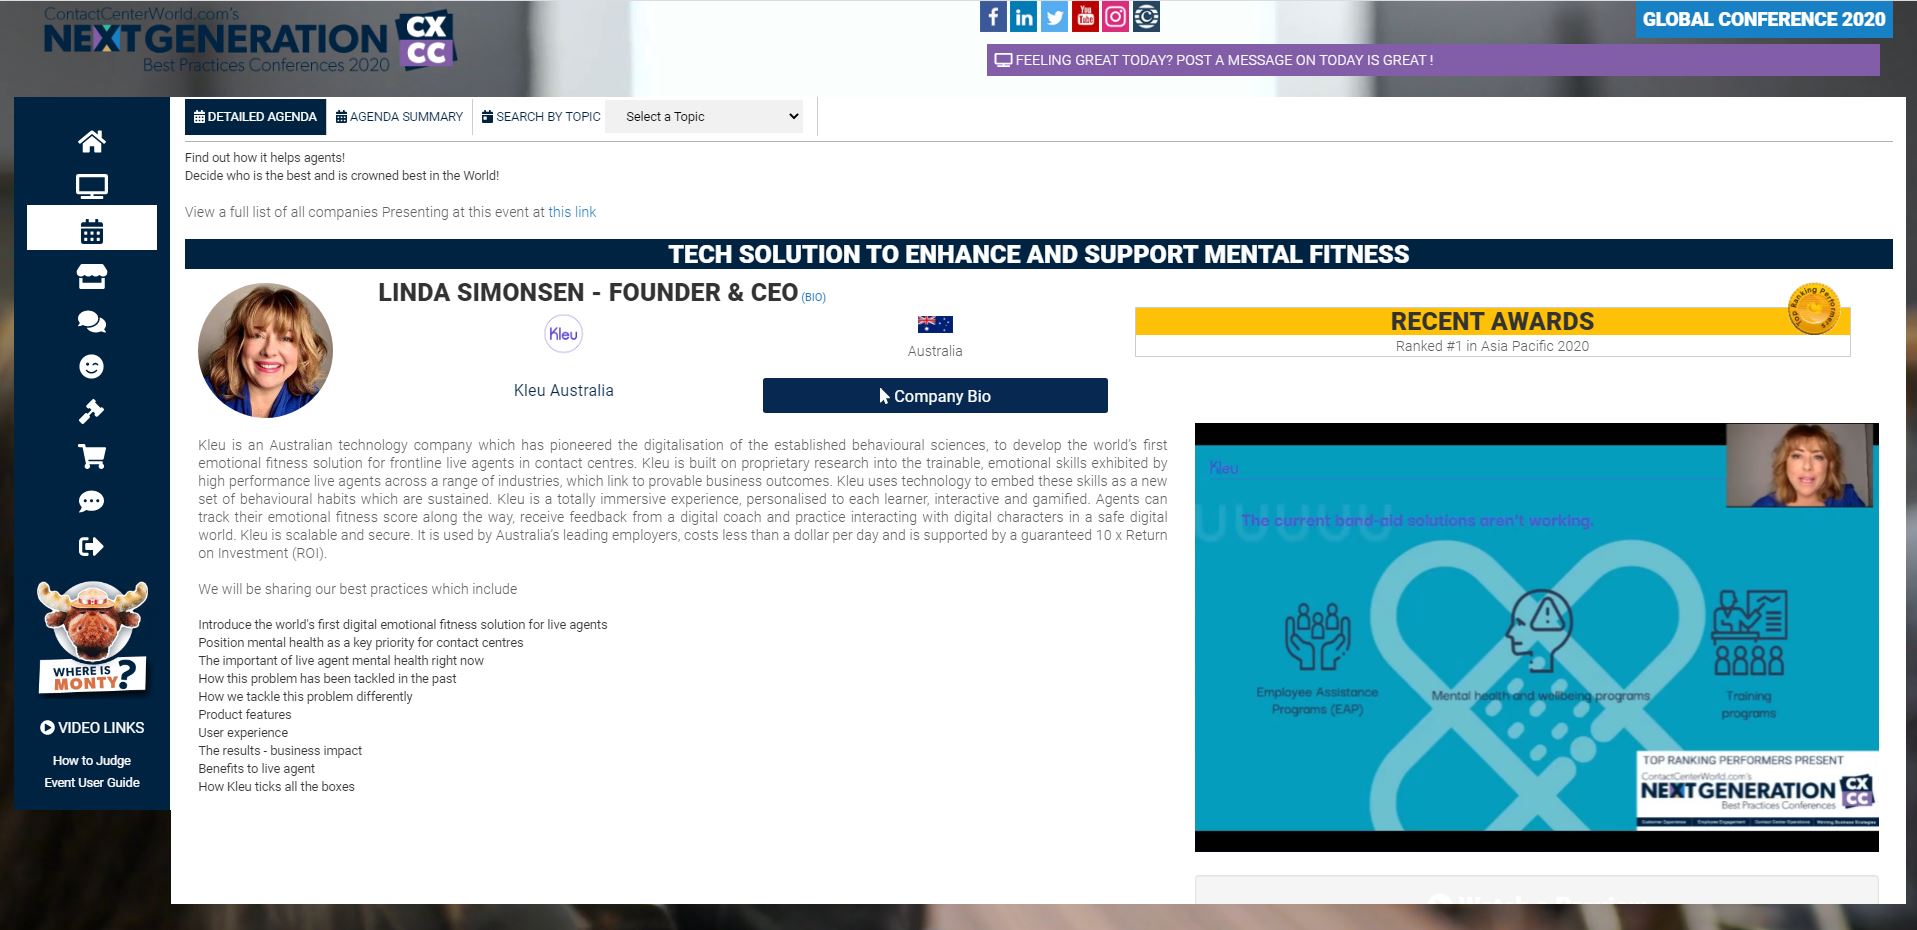 ContactCenterWorld.com's
NEXT GENERATION
CX
CC
Best Practices Conferences 2020
GLOBAL CONFERENCE 2020
FEELING GREAT TODAY? POST A MESSAGE ON TODAY IS GREAT !
DETAILED AGENDA
AGENDA SUMMARY
SEARCH BY TOPIC
Select a Topic
Find out how it helps agents!
Decide who is the best and is crowned best in the World!
View a full list of all companies Presenting at this event at this link
TECH SOLUTION TO ENHANCE AND SUPPORT MENTAL FITNESS
LINDA SIMONSEN - FOUNDER & CEO (BIO)
Kleu
Australia
Kleu Australia
Company Bio
RECENT AWARDS
Top Ranking Performers
Ranked #1 in Asia Pacific 2020
Kleu is an Australian technology company which has pioneered the digitalisation of the established behavioural sciences, to develop the world's first
emotional fitness solution for frontline live agents in contact centres. Kleu is built on proprietary research into the trainable, emotional skills exhibited by
high performance live agents across a range of industries, which link to provable business outcomes. Kleu uses technology to embed these skills as a new
set of behavioural habits which are sustained. Kleu is a totally immersive experience, personalised to each learner, interactive and gamified. Agents can
track their emotional fitness score along the way, receive feedback from a digital coach and practice interacting with digital characters in a safe digital
world. Kleu is scalable and secure. It is used by Australia's leading employers, costs less than a dollar per day and is supported by a guaranteed 10 x Return
on Investment (ROI).
We will be sharing our best practices which include
Introduce the world's first digital emotional fitness solution for live agents
Position mental health as a key priority for contact centres
The important of live agent mental health right now
How this problem has been tackled in the past
How we tackle this problem differently
Product features
User experience
The results - business impact
Benefits to live agent
How Kleu ticks all the boxes
Kleu
The current band-aid solutions aren't working.
Employee Assistance
Programs (EAP)
Mental health and wellbeing programs
Training
programs
TOP RANKING PERFORMERS PRESENT
ContactCenterWorld.com's
NEXT GENERATION
CX
CC
Best Practices Conferences
Customer Experience
Employee Engagement
Contact Center Operations
Winning Business Strategies
WHERE IS
MONTY?
VIDEO LINKS
How to Judge
Event User Guide